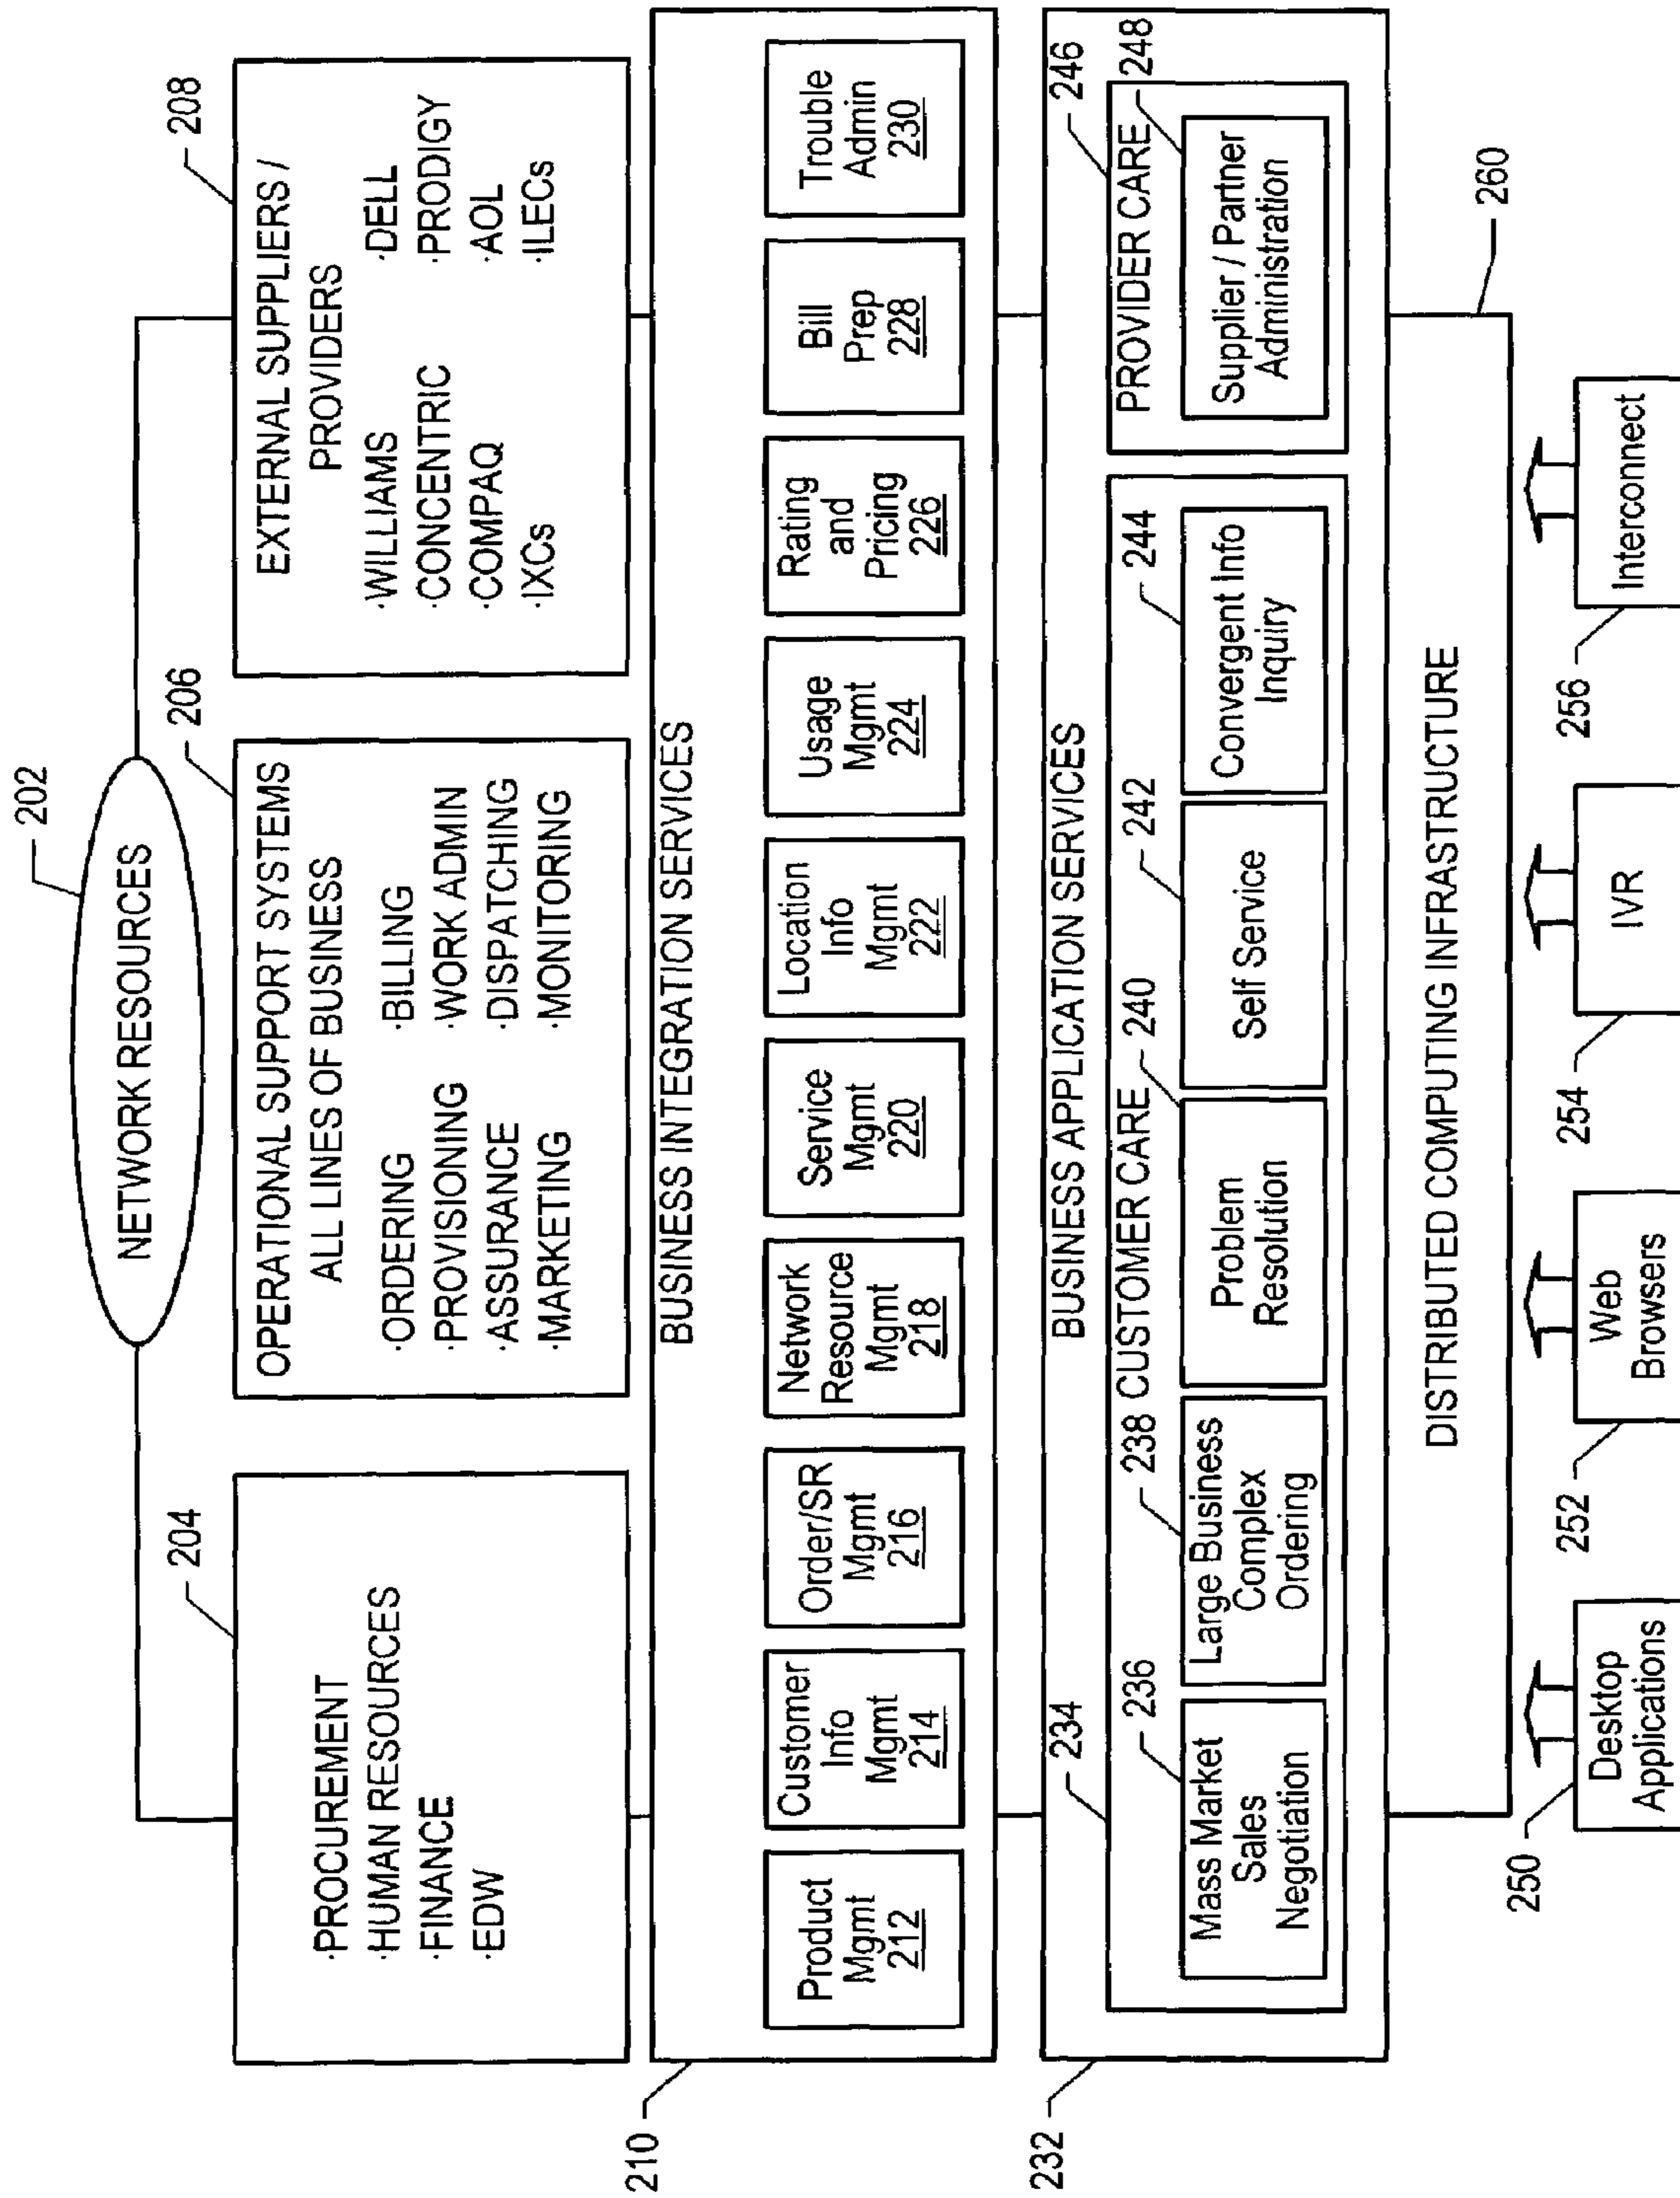 202
NETWORK RESOURCES
204
·PROCUREMENT
·HUMAN RESOURCES
·FINANCE
·EDW
206
OPERATIONAL SUPPORT SYSTEMS
ALL LINES OF BUSINESS
·ORDERING
·PROVISIONING
·ASSURANCE
·MARKETING
·BILLING
·WORK ADMIN
·DISPATCHING
·MONITORING
208
EXTERNAL SUPPLIERS /
PROVIDERS
·WILLIAMS
·CONCENTRIC
·COMPAQ
·IXCs
·DELL
·PRODIGY
·AOL
·ILECs
210
BUSINESS INTEGRATION SERVICES
Product
Mgmt
212
Customer
Info
Mgmt
214
Order/SR
Mgmt
216
Network
Resource
Mgmt
218
Service
Mgmt
220
Location
Info
Mgmt
222
Usage
Mgmt
224
Rating
and
Pricing
226
Bill
Prep
228
Trouble
Admin
230
232
BUSINESS APPLICATION SERVICES
234
CUSTOMER CARE
236
Mass Market
Sales
Negotiation
238
Large Business
Complex
Ordering
240
Problem
Resolution
242
Self Service
244
Convergent Info
Inquiry
246
PROVIDER CARE
248
Supplier / Partner
Administration
DISTRIBUTED COMPUTING INFRASTRUCTURE
260
250
Desktop
Applications
252
Web
Browsers
254
IVR
256
Interconnect